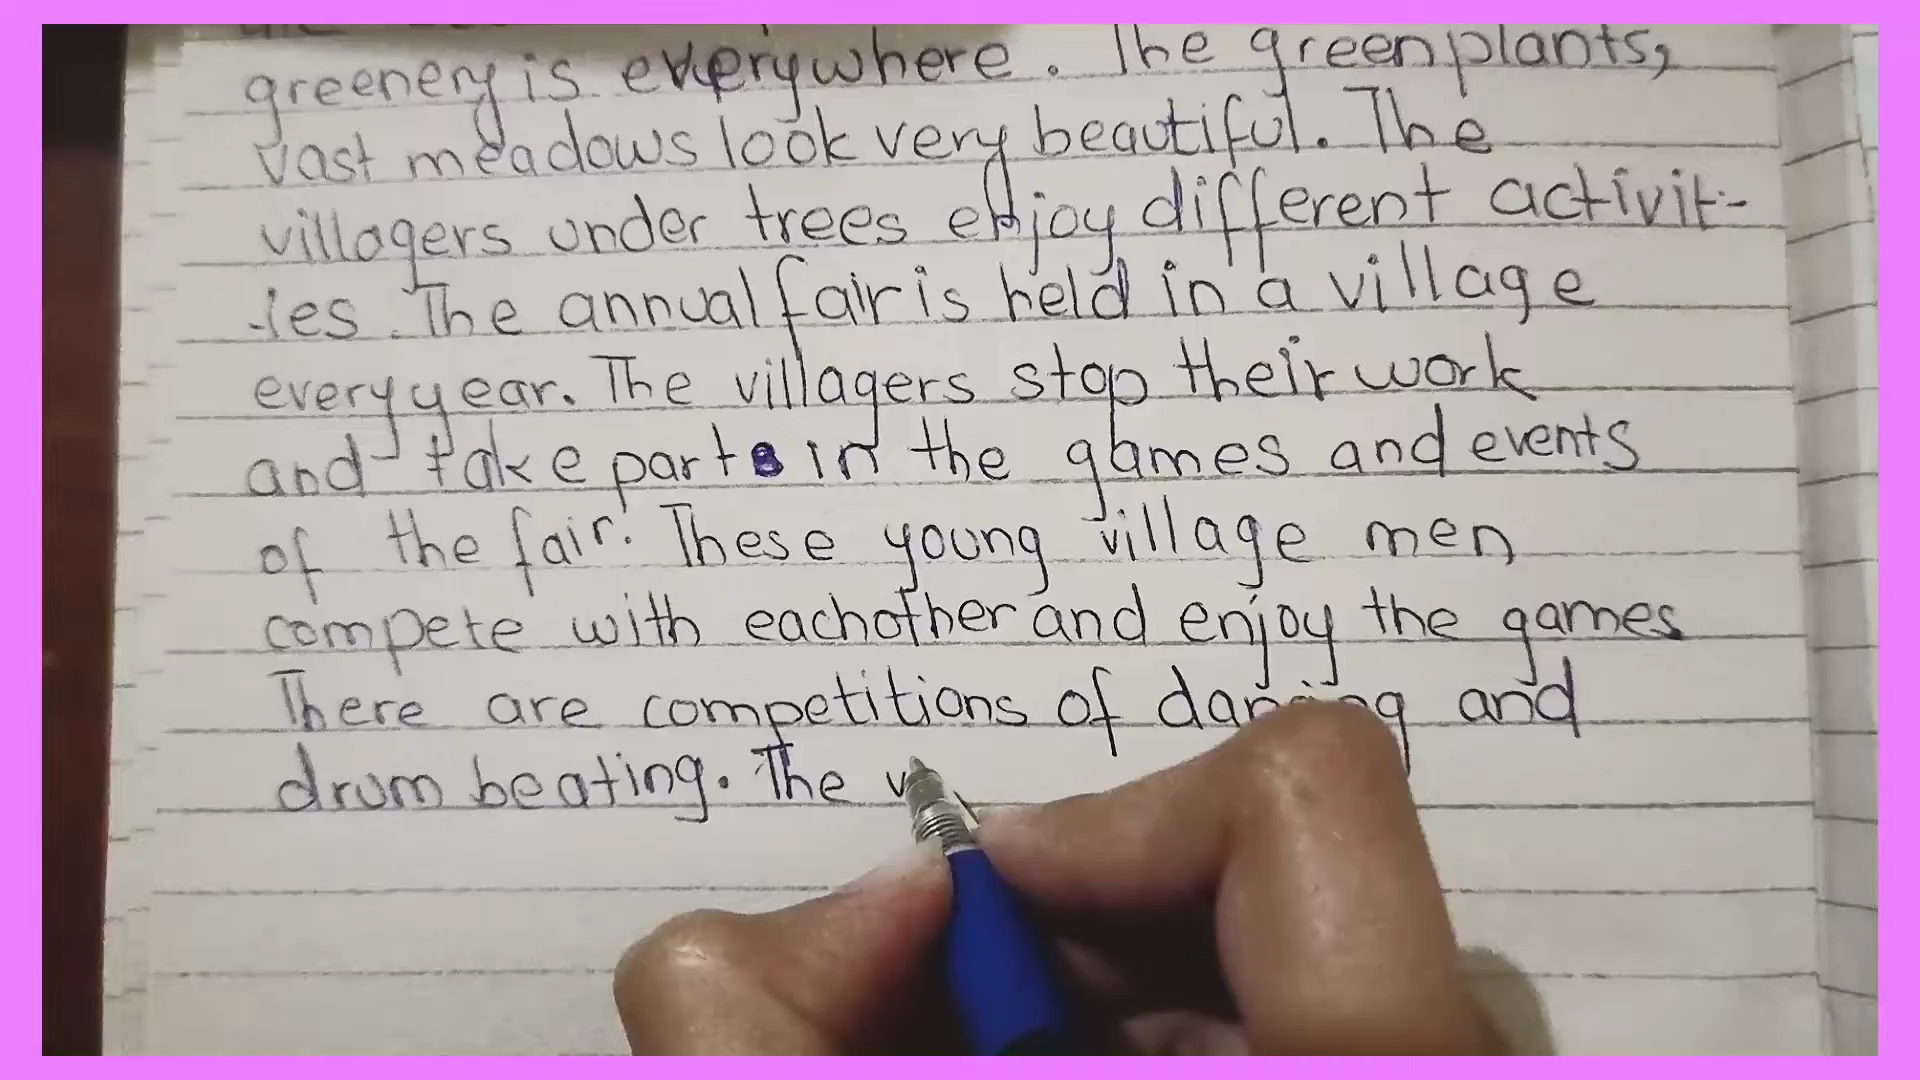 greenery is everywhere. The green plants,
vast meadows look very beautiful. The
villagers under trees enjoy different activit-
-ies. The annual fair is held in a village
every year. The villagers stop their work
and take part in the games and events
of the fair. These young village men
compete with eachother and enjoy the games
There are competitions of dancing and
drum beating. The